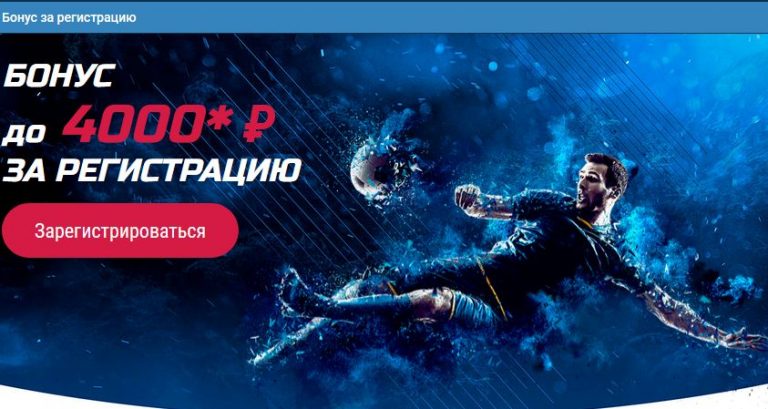 Бонус за регистрацию
БОНУС
до 4000* ₽
ЗА РЕГИСТРАЦИЮ
Зарегистрироваться